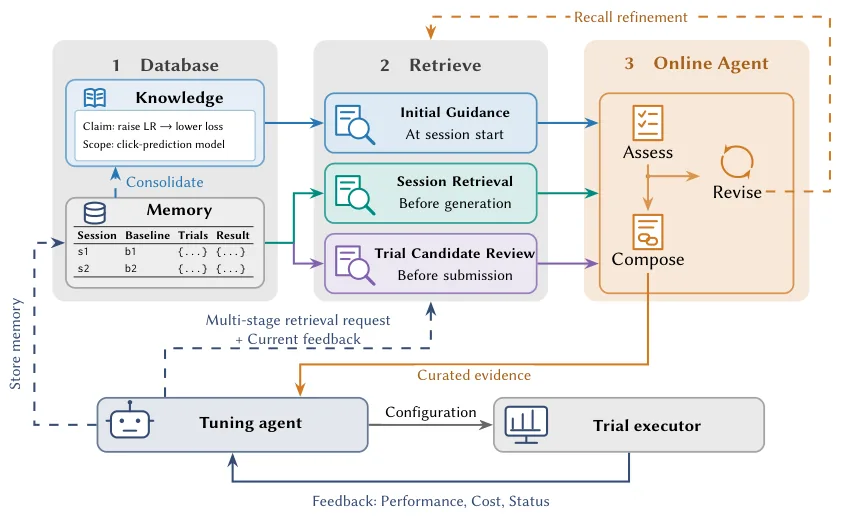 Recall refinement
1 Database
2 Retrieve
3 Online Agent
Knowledge
Claim: raise LR → lower loss
Scope: click-prediction model
Consolidate
Memory
Session Baseline Trials Result
s1 b1 {...} {...}
s2 b2 {...} {...}
Initial Guidance
At session start
Session Retrieval
Before generation
Trial Candidate Review
Before submission
Assess
Revise
Compose
Store memory
Multi-stage retrieval request
+ Current feedback
Curated evidence
Tuning agent
Configuration
Trial executor
Feedback: Performance, Cost, Status